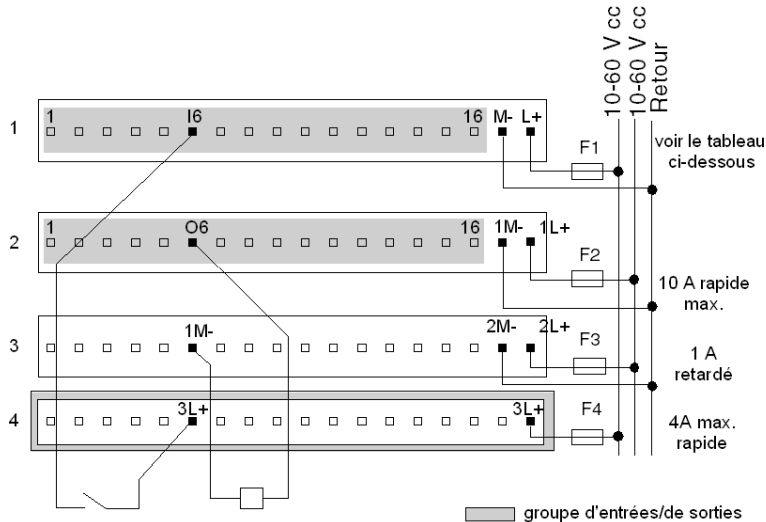 10-60 V cc
10-60 V cc
Retour
1
1
I6
16
M-
L+
F1
voir le tableau
ci-dessous
2
1
O6
16
1M-
1L+
F2
10 A rapide
max.
3
1M-
2M-
2L+
F3
1 A
retardé
4
3L+
3L+
F4
4A max.
rapide
groupe d'entrées/de sorties